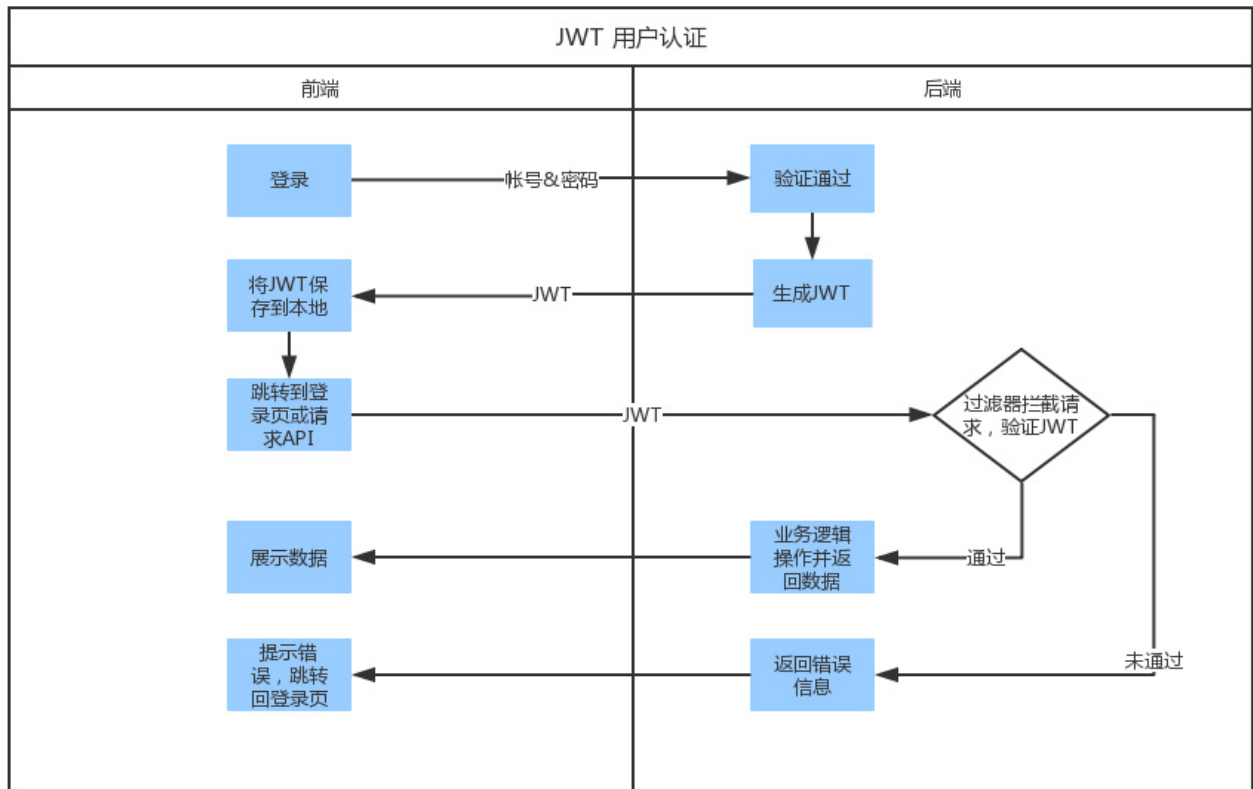 JWT 用户认证
前端
后端
登录
帐号&密码
验证通过
将JWT保
存到本地
JWT
生成JWT
跳转到登
录页或请
求API
JWT
过滤器拦截请
求，验证JWT
展示数据
业务逻辑
操作并返
回数据
通过
提示错
误，跳转
回登录页
返回错误
信息
未通过